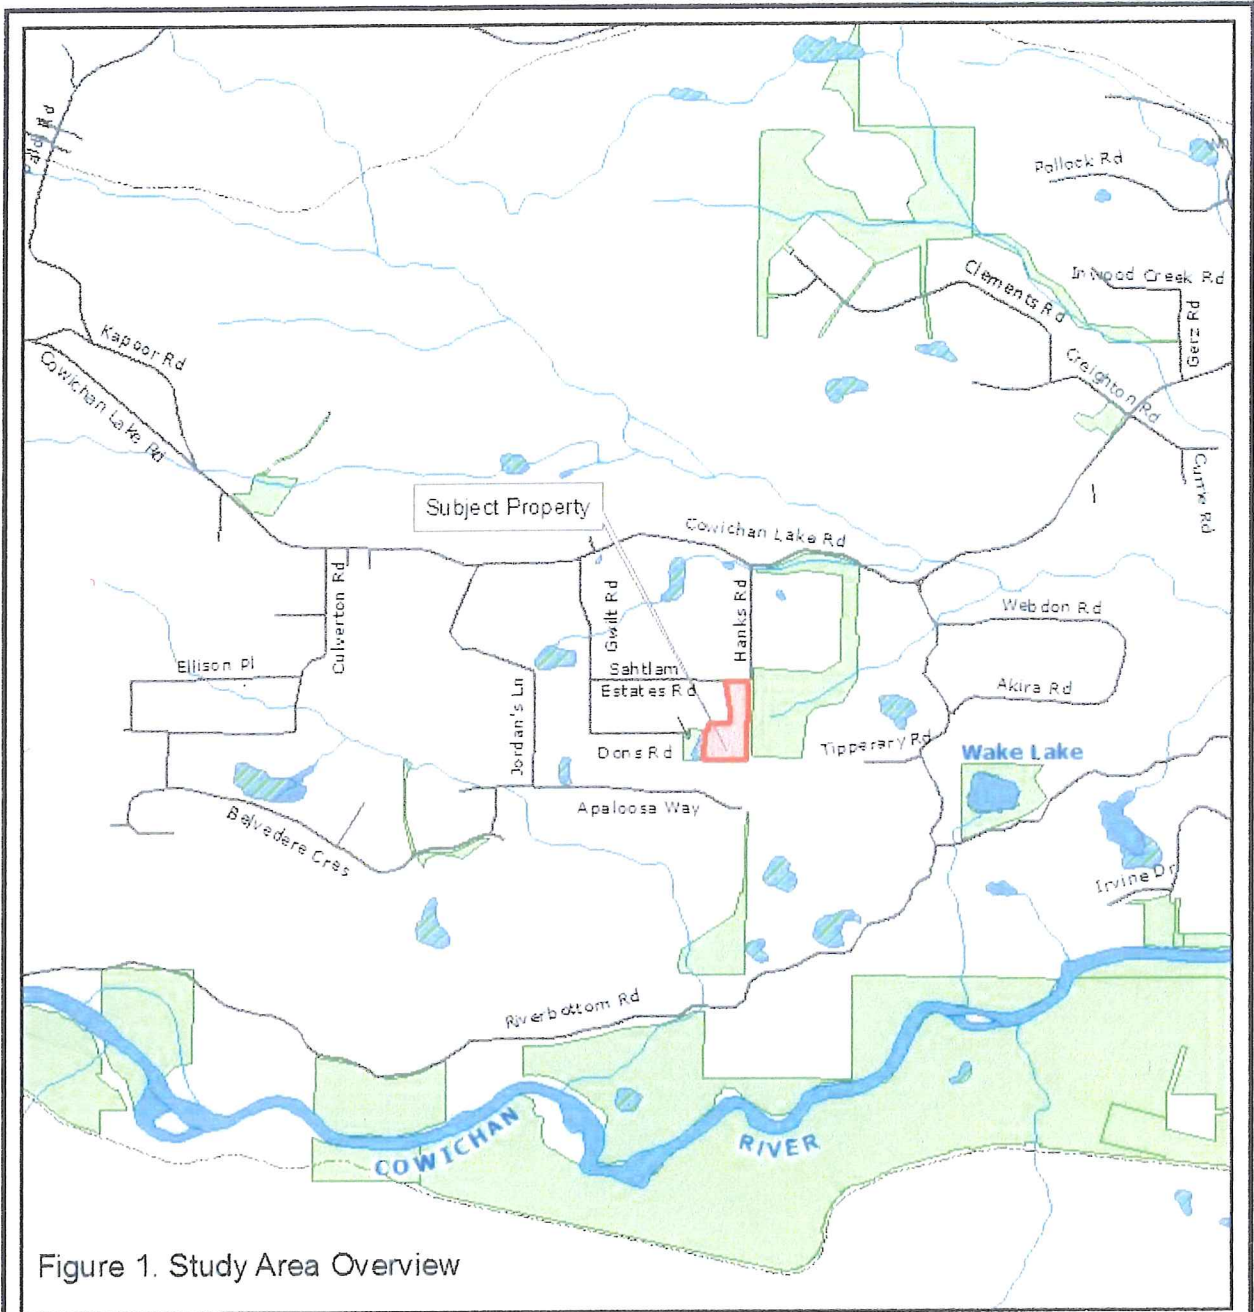 Pollock Rd
Clements Rd
Inwood Creek Rd
Gerz Rd
Kapoor Rd
Cowichan Lake Rd
Creighton Rd
Currie Rd
Subject Property
Cowichan Lake Rd
Culverton Rd
Gwilt Rd
Hanks Rd
Webdon Rd
Ellison Pl
Sahtlam
Estates Rd
Akira Rd
Jordan's Ln
Dons Rd
Tipperary Rd
Wake Lake
Apaloosa Way
Belvedere Cres
Irvine Dr
Riverbottom Rd
COWICHAN
RIVER
Figure 1. Study Area Overview